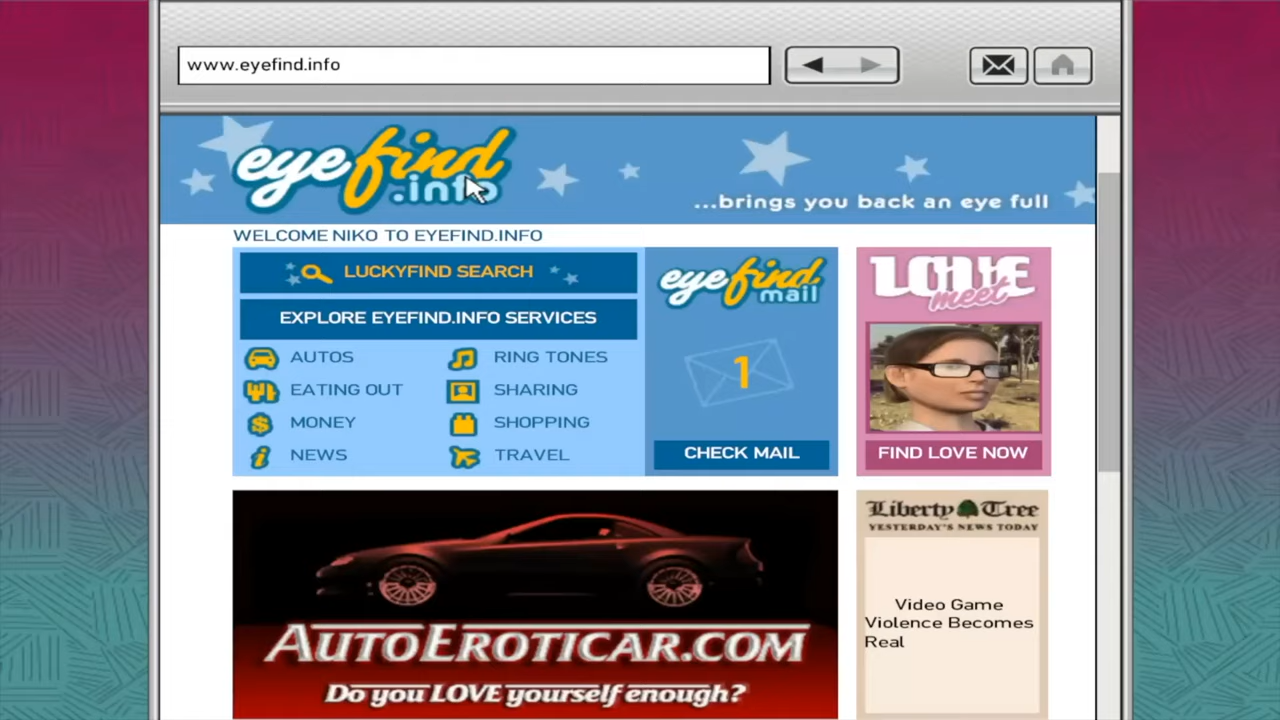 www.eyefind.info
eyefind
.info
...brings you back an eye full
WELCOME NIKO TO EYEFIND.INFO
LUCKYFIND SEARCH
EXPLORE EYEFIND.INFO SERVICES
AUTOS
RING TONES
EATING OUT
SHARING
MONEY
SHOPPING
NEWS
TRAVEL
eyefind
mail
1
CHECK MAIL
LOVE
meet
FIND LOVE NOW
AUTOEROTICAR.COM
Do you LOVE yourself enough?
Liberty Tree
YESTERDAY'S NEWS TODAY
Video Game
Violence Becomes
Real